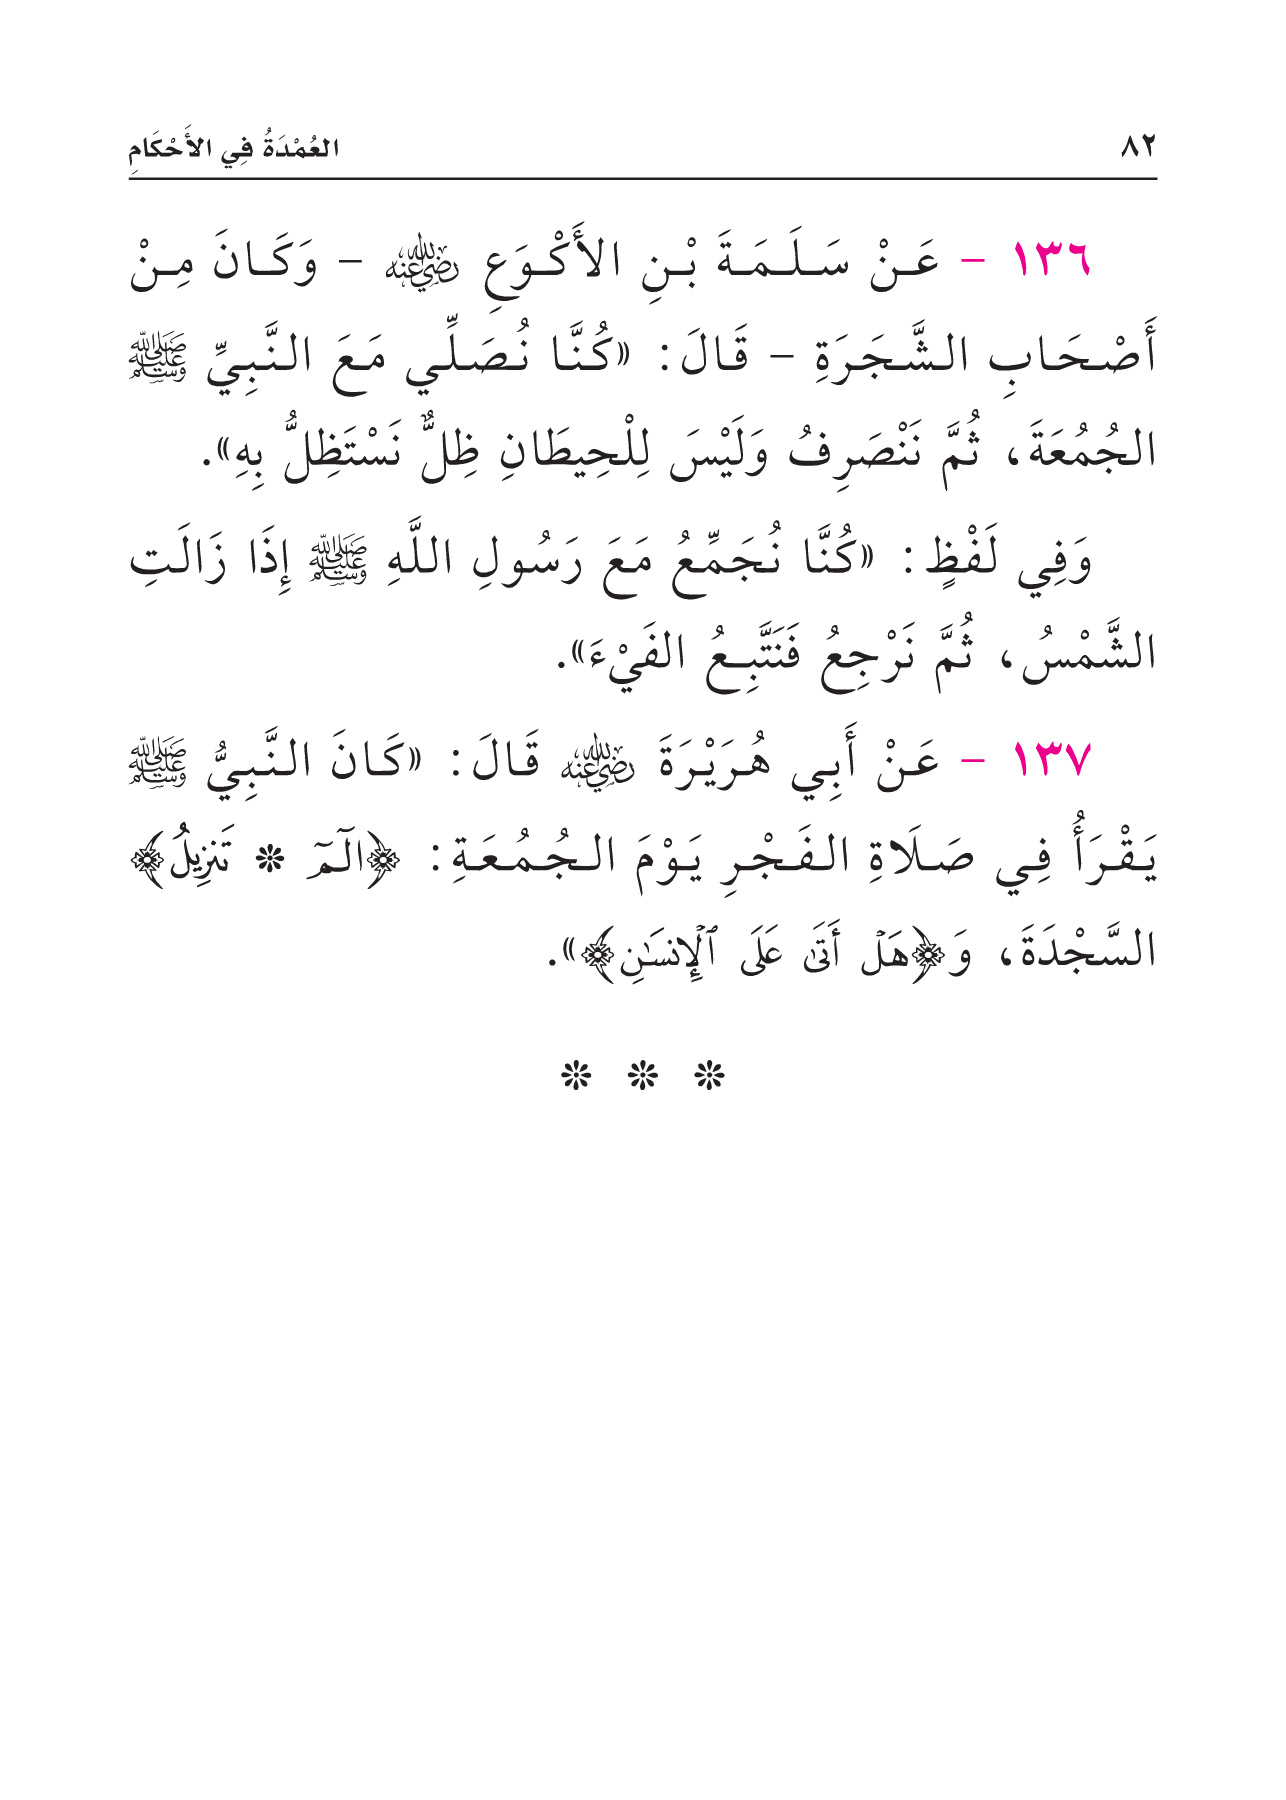 ٨٢ العُمْدَةُ فِي الأَحْكَامِ
١٣٦ - عَنْ سَلَمَةَ بْنِ الأَكْوَعِ رضي الله عنه - وَكَانَ مِنْ
أَصْحَابِ الشَّجَرَةِ - قَالَ: «كُنَّا نُصَلِّي مَعَ النَّبِيِّ ﷺ
الجُمُعَةَ، ثُمَّ نَنْصَرِفُ وَلَيْسَ لِلْحِيطَانِ ظِلٌّ نَسْتَظِلُّ بِهِ».
وَفِي لَفْظٍ: «كُنَّا نُجَمِّعُ مَعَ رَسُولِ اللَّهِ ﷺ إِذَا زَالَتِ
الشَّمْسُ، ثُمَّ نَرْجِعُ فَنَتَّبِعُ الفَيْءَ».
١٣٧ - عَنْ أَبِي هُرَيْرَةَ رضي الله عنه قَالَ: «كَانَ النَّبِيُّ ﷺ
يَقْرَأُ فِي صَلَاةِ الفَجْرِ يَوْمَ الجُمُعَةِ: ﴿الٓمٓ * تَنزِيلُ﴾
السَّجْدَةَ، وَ﴿هَلۡ أَتَىٰ عَلَى ٱلۡإِنسَٰنِ﴾».
* * *